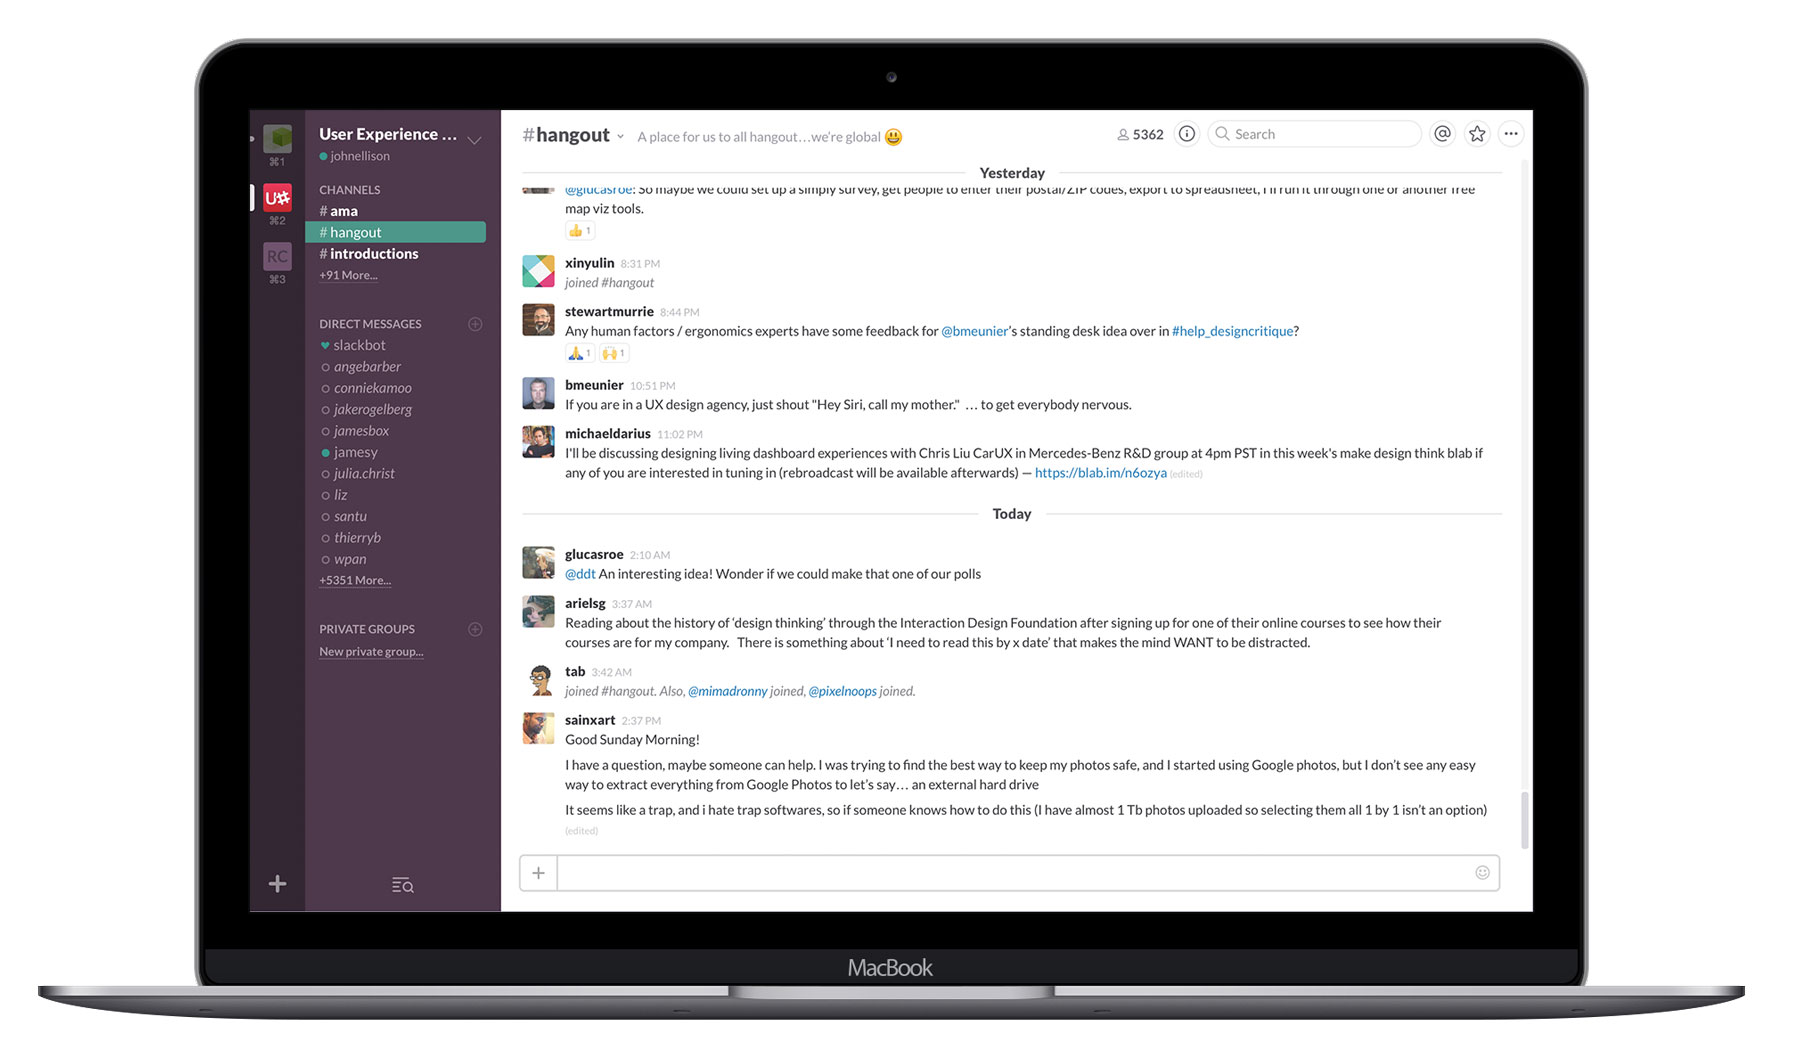 ⌘1
⌘2
RC
⌘3
User Experience ...
johnellison
CHANNELS
# ama
# hangout
# introductions
+91 More...
DIRECT MESSAGES
slackbot
angebarber
conniekamoo
jakerogelberg
jamesbox
jamesy
julia.christ
liz
santu
thierryb
wpan
+5351 More...
PRIVATE GROUPS
New private group...
#hangout
A place for us to all hangout...we're global 😃
5362
Search
Yesterday
@glucasroe: So maybe we could set up a simply survey, get people to enter their postal/ZIP codes, export to spreadsheet, I'll run it through one or another free
map viz tools.
👍 1
xinyulin 8:31 PM
joined #hangout
stewartmurrie 8:44 PM
Any human factors / ergonomics experts have some feedback for @bmeunier's standing desk idea over in #help_designcritique?
🙏 1 🙌 1
bmeunier 10:51 PM
If you are in a UX design agency, just shout "Hey Siri, call my mother." ... to get everybody nervous.
michaeldarius 11:02 PM
I'll be discussing designing living dashboard experiences with Chris Liu CarUX in Mercedes-Benz R&D group at 4pm PST in this week's make design think blab if
any of you are interested in tuning in (rebroadcast will be available afterwards) — https://blab.im/n6ozya (edited)
Today
glucasroe 2:10 AM
@ddt An interesting idea! Wonder if we could make that one of our polls
arielsg 3:37 AM
Reading about the history of 'design thinking' through the Interaction Design Foundation after signing up for one of their online courses to see how their
courses are for my company. There is something about 'I need to read this by x date' that makes the mind WANT to be distracted.
tab 3:42 AM
joined #hangout. Also, @mimadronny joined, @pixelnoops joined.
sainxart 2:37 PM
Good Sunday Morning!
I have a question, maybe someone can help. I was trying to find the best way to keep my photos safe, and I started using Google photos, but I don't see any easy
way to extract everything from Google Photos to let's say... an external hard drive
It seems like a trap, and i hate trap softwares, so if someone knows how to do this (I have almost 1 Tb photos uploaded so selecting them all 1 by 1 isn't an option)
(edited)
MacBook